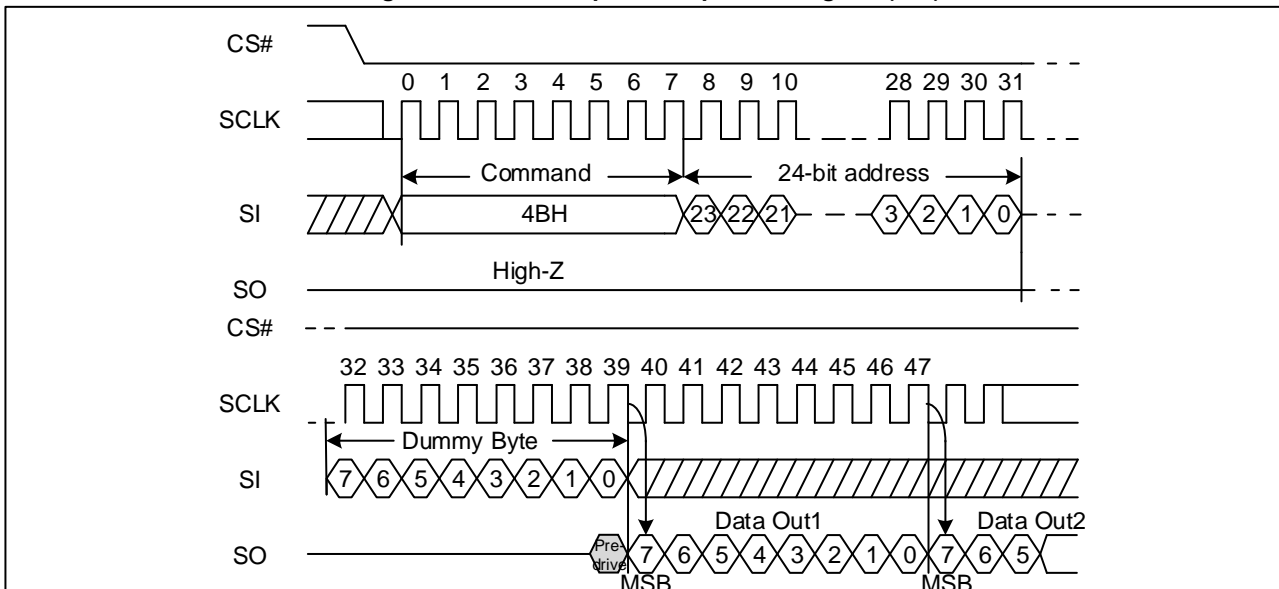 CS#
0 1 2 3 4 5 6 7 8 9 10 28 29 30 31
SCLK
Command 24-bit address
SI 4BH 23 22 21 3 2 1 0
High-Z
SO
CS#
32 33 34 35 36 37 38 39 40 41 42 43 44 45 46 47
SCLK
Dummy Byte
SI 7 6 5 4 3 2 1 0
Data Out1 Data Out2
SO Pre-drive 7 6 5 4 3 2 1 0 7 6 5
MSB MSB